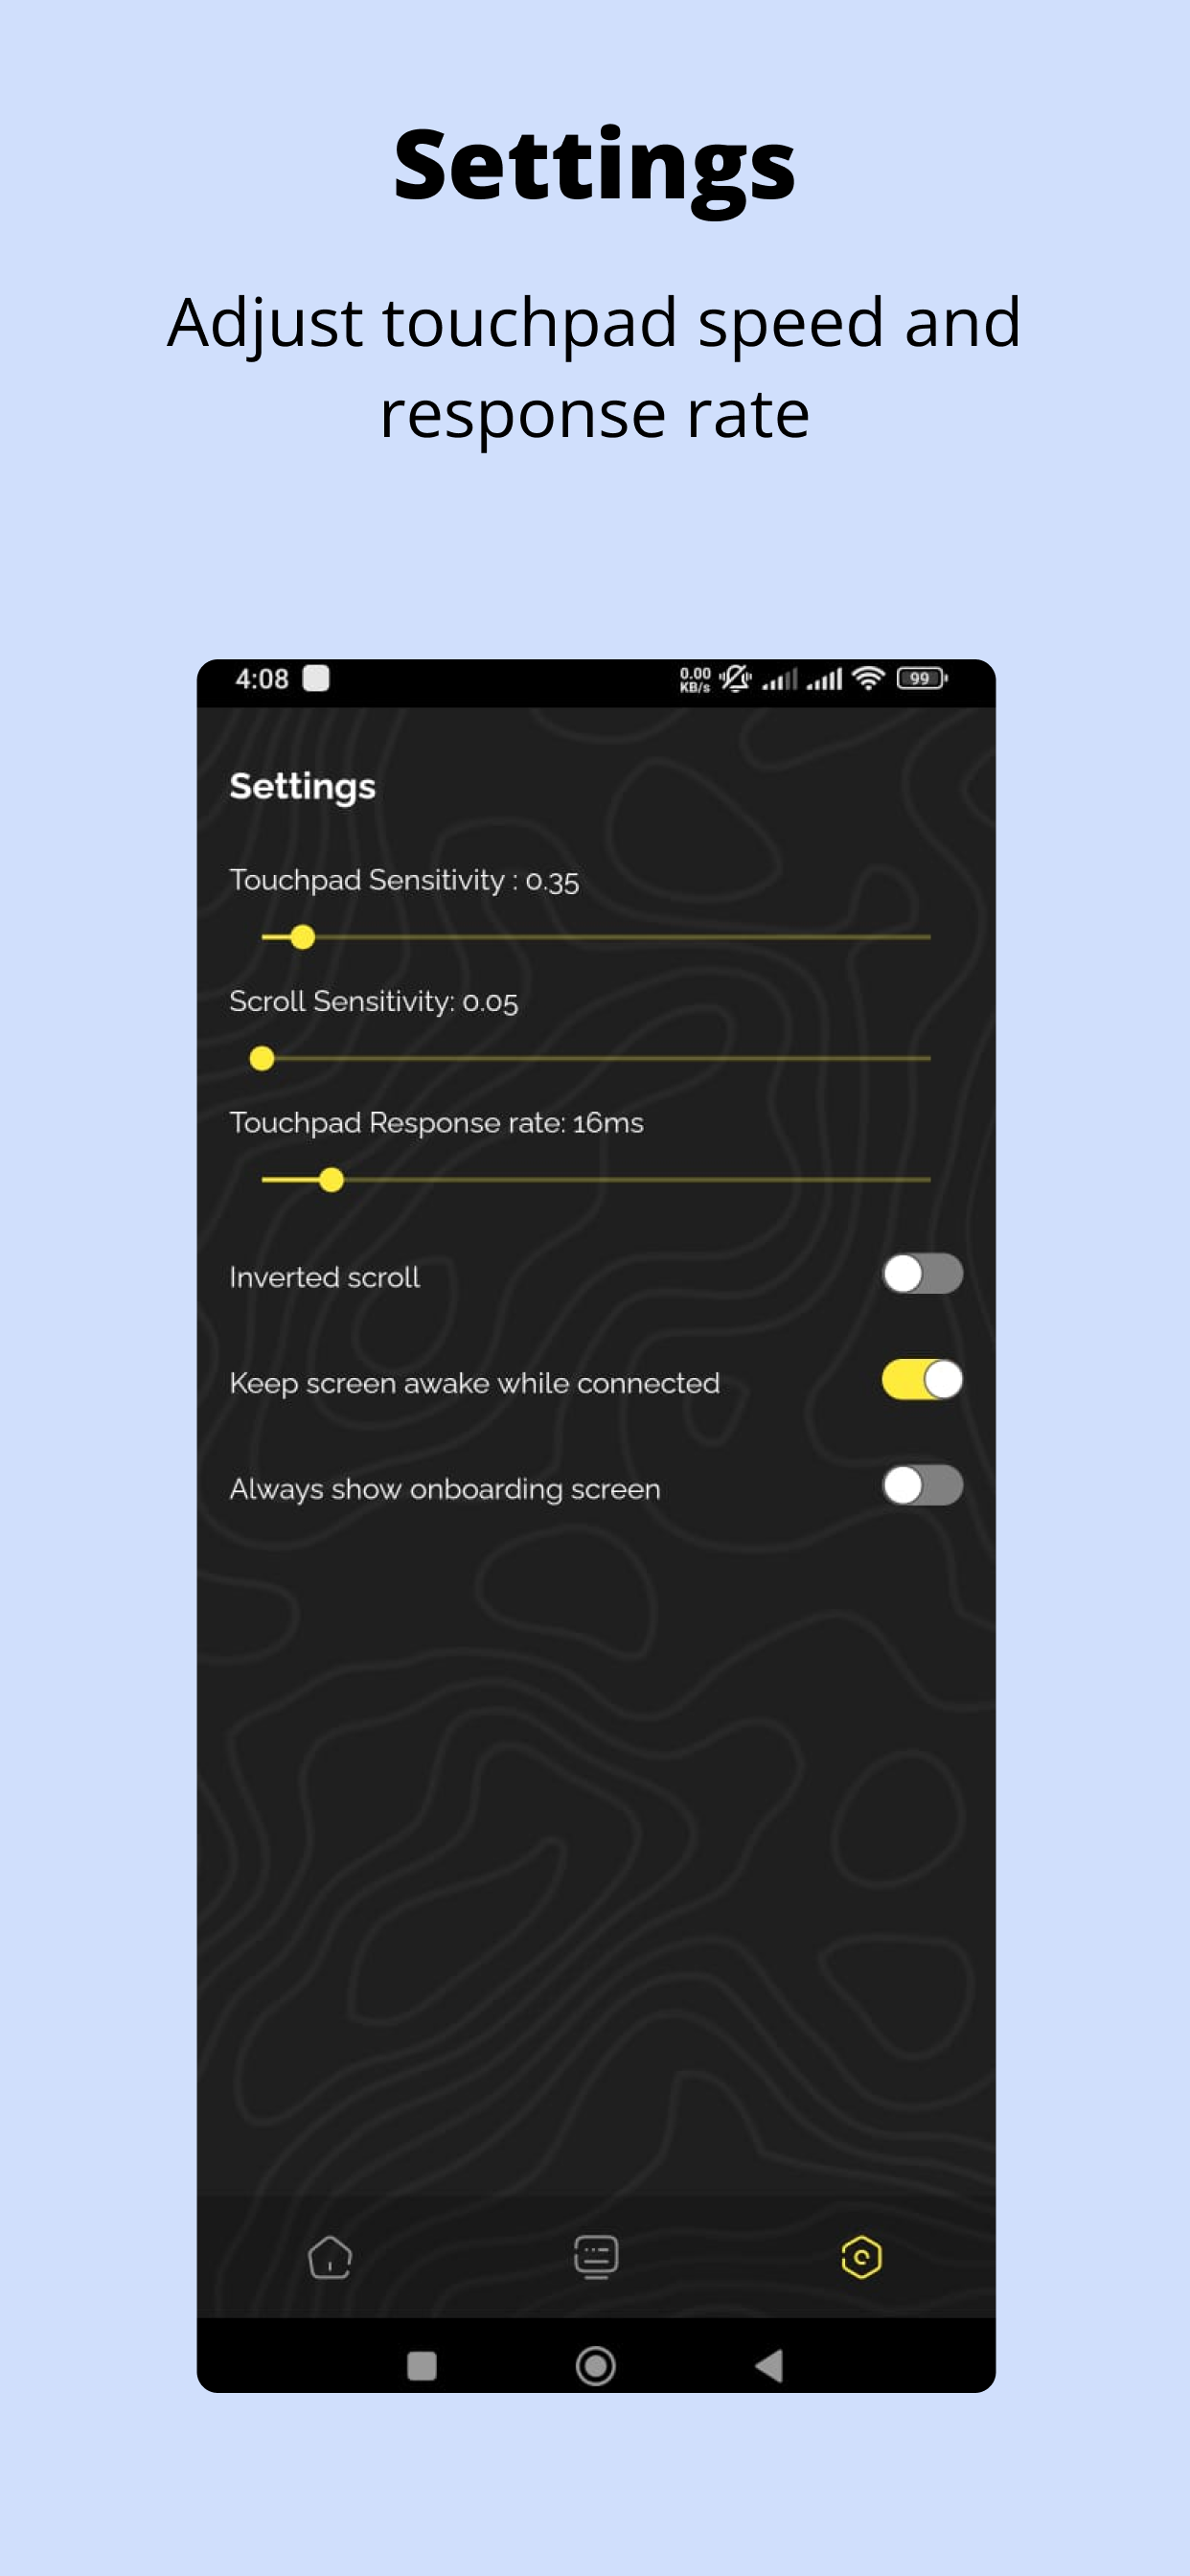 Settings
Adjust touchpad speed and
response rate
4:08
0.00
KB/s
99
Settings
Touchpad Sensitivity : 0.35
Scroll Sensitivity: 0.05
Touchpad Response rate: 16ms
Inverted scroll
Keep screen awake while connected
Always show onboarding screen